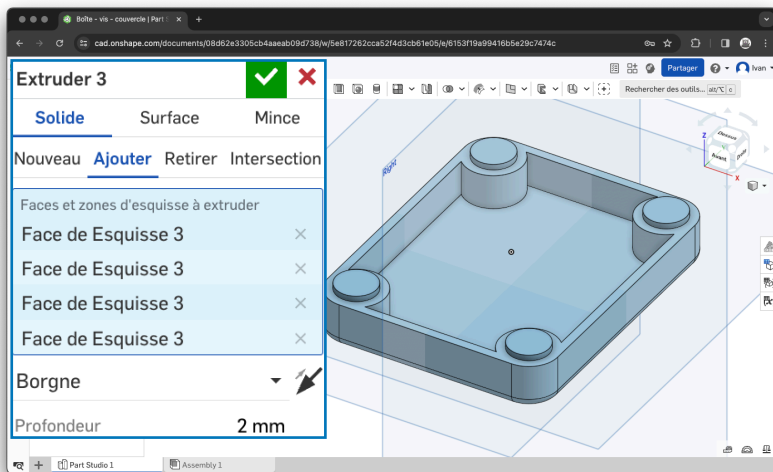 Boîte - vis - couvercle | Part
cad.onshape.com/documents/08d62e3305cb4aaeab09d738/w/5e817262cca52f4d3cb61e05/e/6153f19a99416b5e29c7474c
Partager
Ivan
Rechercher des outils... alt/⌥ c
Extruder 3
Solide Surface Mince
Nouveau Ajouter Retirer Intersection
Faces et zones d'esquisse à extruder
Face de Esquisse 3
Face de Esquisse 3
Face de Esquisse 3
Face de Esquisse 3
Borgne
Profondeur 2 mm
Right
Dessus
Z
Avant
Droite
X
Part Studio 1
Assembly 1